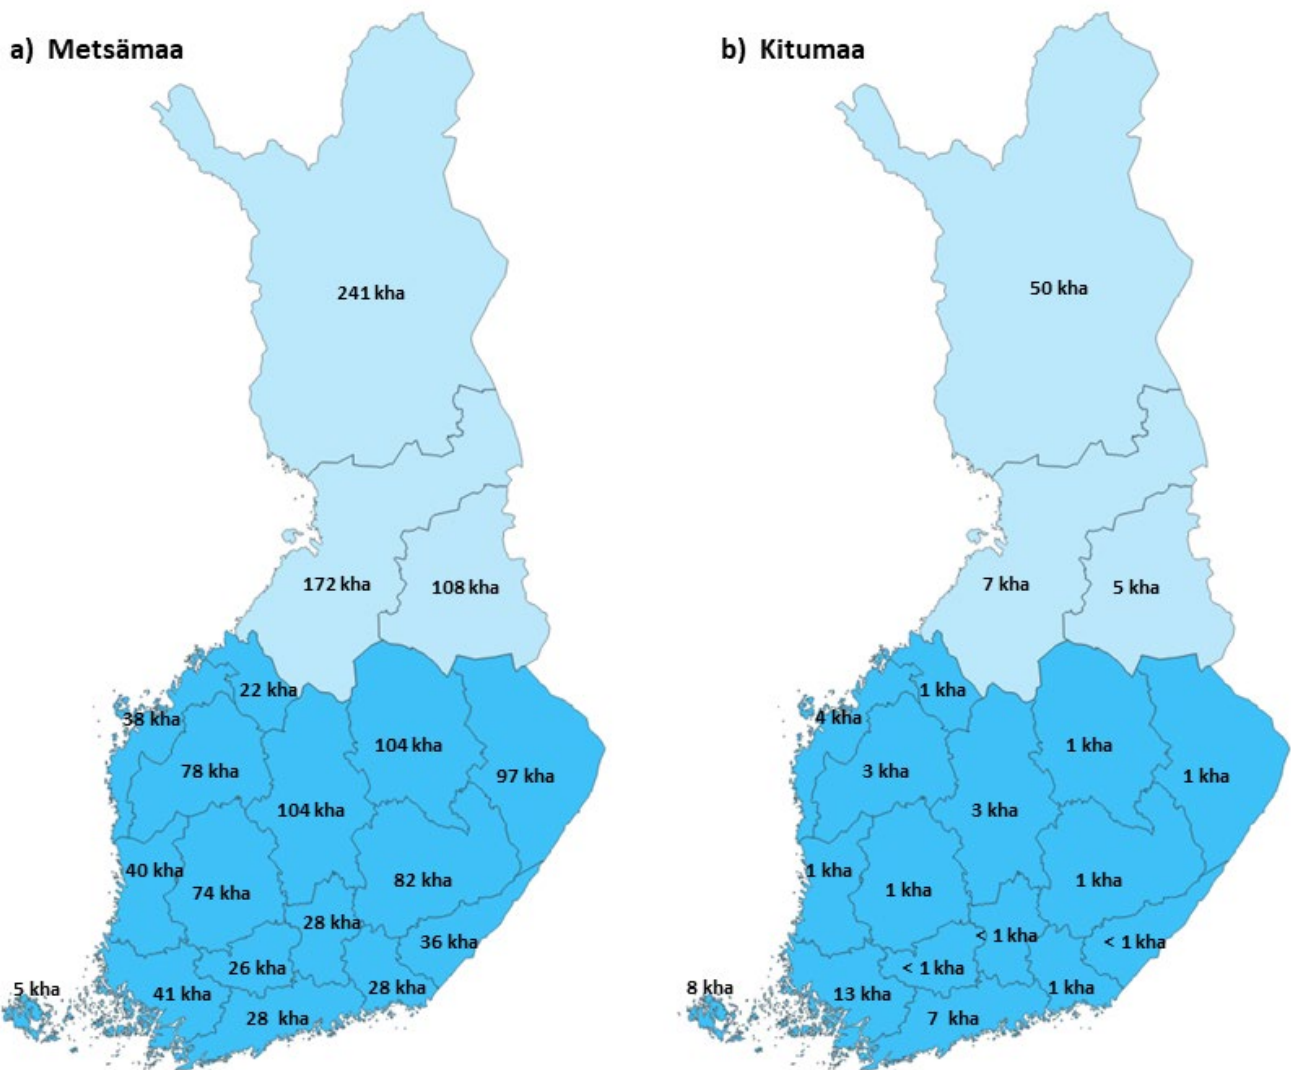 a) Metsämaa
241 kha
172 kha
108 kha
22 kha
38 kha
104 kha
78 kha
97 kha
104 kha
40 kha
82 kha
74 kha
28 kha
36 kha
26 kha
28 kha
5 kha
41 kha
28 kha
b) Kitumaa
50 kha
7 kha
5 kha
1 kha
4 kha
1 kha
3 kha
1 kha
3 kha
1 kha
1 kha
1 kha
< 1 kha
< 1 kha
< 1 kha
8 kha
1 kha
13 kha
7 kha